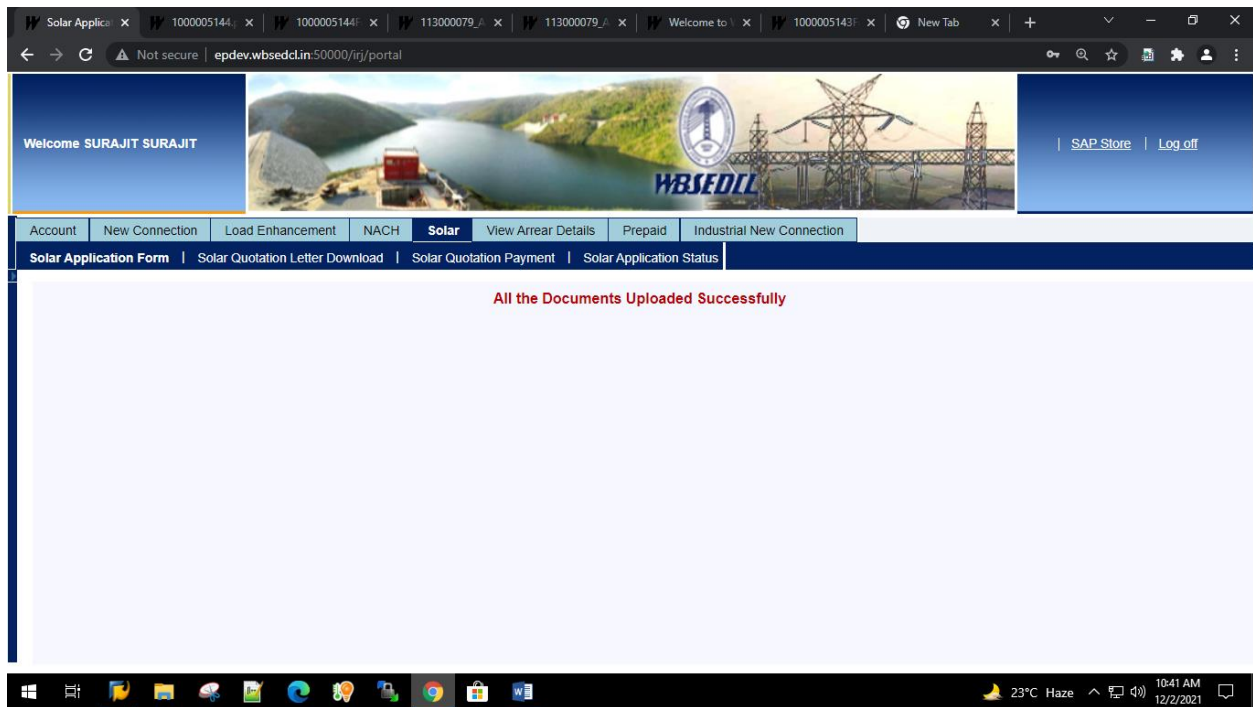 Solar Applica 1000005144. 1000005144F 113000079_A 113000079_A Welcome to 1000005143F New Tab
Not secure | epdev.wbsedcl.in:50000/irj/portal
Welcome SURAJIT SURAJIT
WBSEDCL
| SAP Store | Log off
Account New Connection Load Enhancement NACH Solar View Arrear Details Prepaid Industrial New Connection
Solar Application Form | Solar Quotation Letter Download | Solar Quotation Payment | Solar Application Status
All the Documents Uploaded Successfully
23°C Haze 10:41 AM
12/2/2021